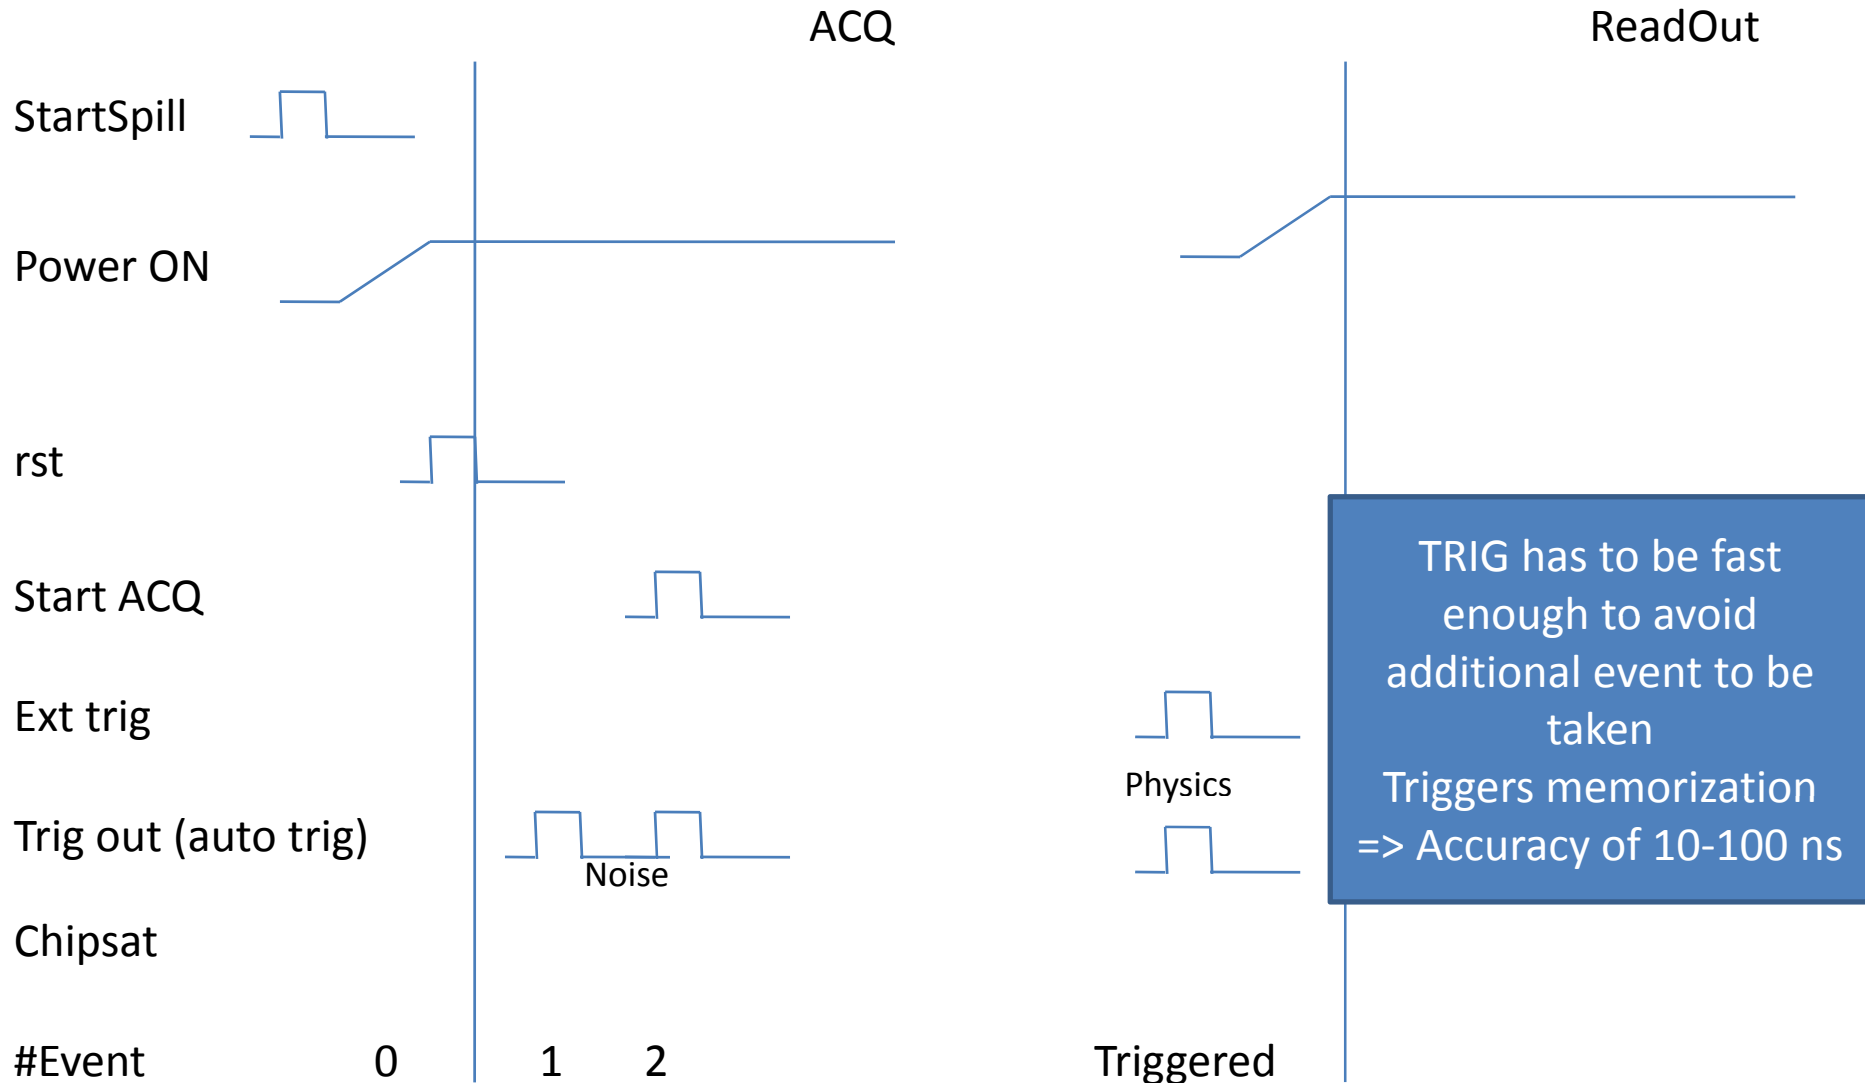 ACQ
ReadOut
StartSpill
Power ON
rst
Start ACQ
Ext trig
Physics
Trig out (auto trig)
Noise
Chipsat
#Event 0 1 2 Triggered
TRIG has to be fast
enough to avoid
additional event to be
taken
Triggers memorization
=> Accuracy of 10-100 ns